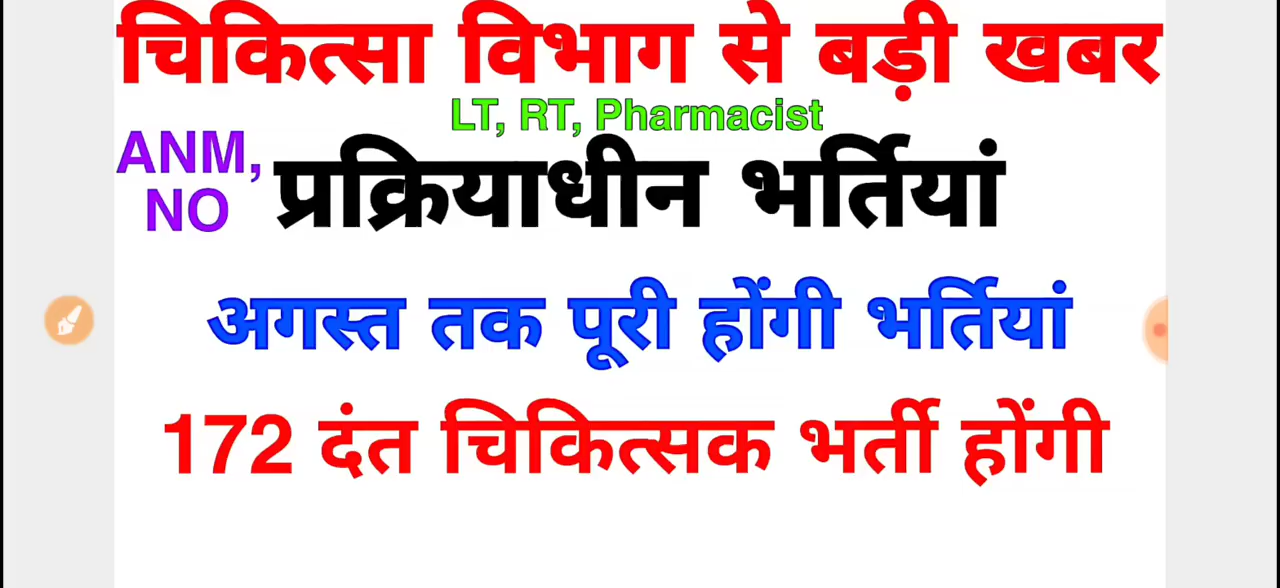 चिकित्सा विभाग से बड़ी खबर
LT, RT, Pharmacist
ANM,
NO
प्रक्रियाधीन भर्तियां
अगस्त तक पूरी होंगी भर्तियां
172 दंत चिकित्सक भर्ती होंगी